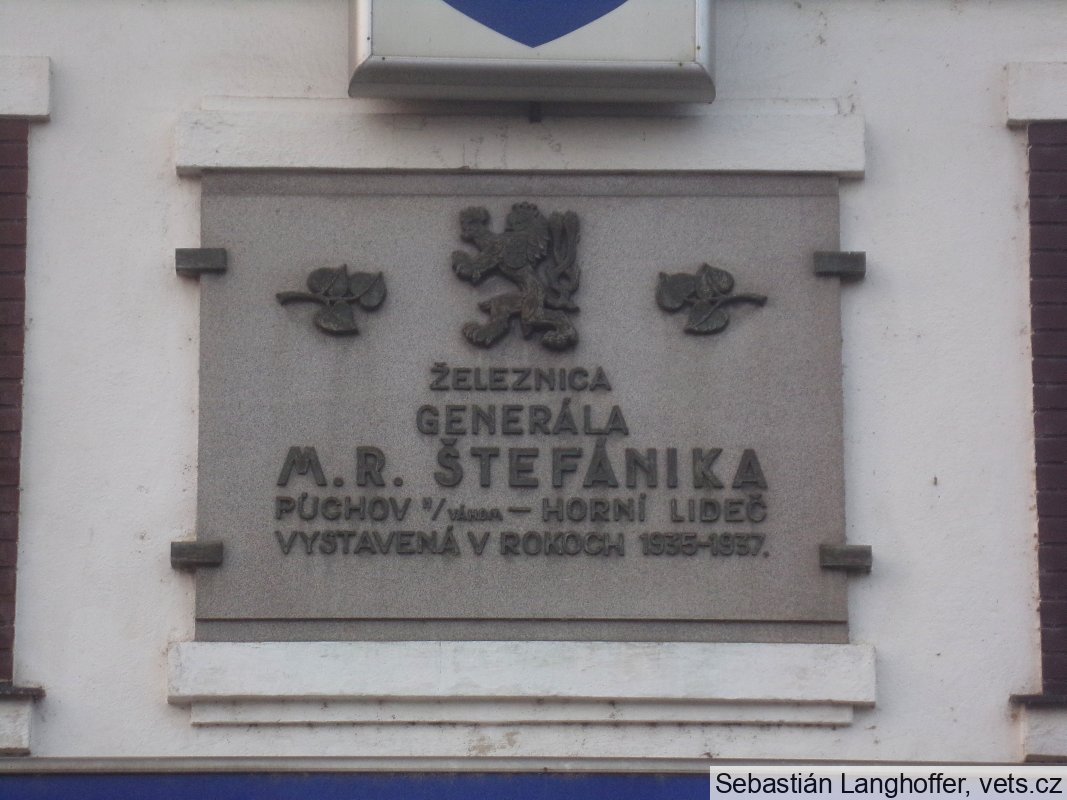 ŽELEZNICA
GENERÁLA
M. R. ŠTEFÁNIKA
PÚCHOV N/VÁHOM – HORNÍ LIDEČ
VYSTAVENÁ V ROKOCH 1935–1937.
Sebastián Langhoffer, vets.cz